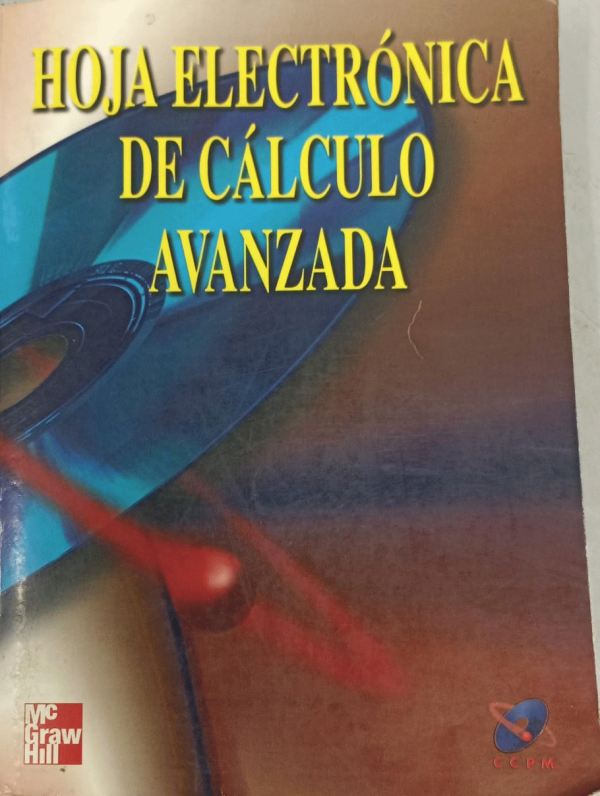 HOJA ELECTRÓNICA
DE CÁLCULO
AVANZADA
Mc
Graw
Hill
CCPM